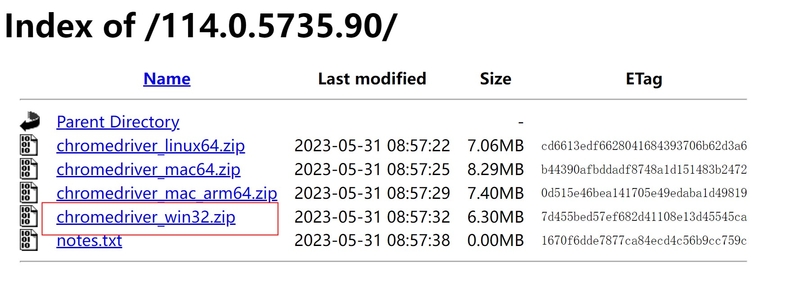 Index of /114.0.5735.90/
Name Last modified Size ETag
Parent Directory -
chromedriver_linux64.zip 2023-05-31 08:57:22 7.06MB cd6613edf6628041684393706b62d3a6
chromedriver_mac64.zip 2023-05-31 08:57:25 8.29MB b44390afbddadf8748a1d151483b2472
chromedriver_mac_arm64.zip 2023-05-31 08:57:29 7.40MB 0d515e46bea141705e49edaba1d49819
chromedriver_win32.zip 2023-05-31 08:57:32 6.30MB 7d455bed57ef682d41108e13d45545ca
notes.txt 2023-05-31 08:57:38 0.00MB 1670f6dde7877ca84ecd4c56b9cc759c